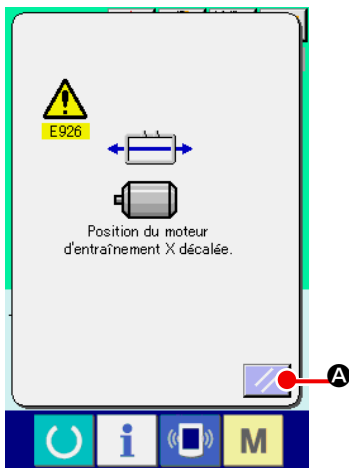 E926
Position du moteur
d'entraînement X décalée.
A
i
M